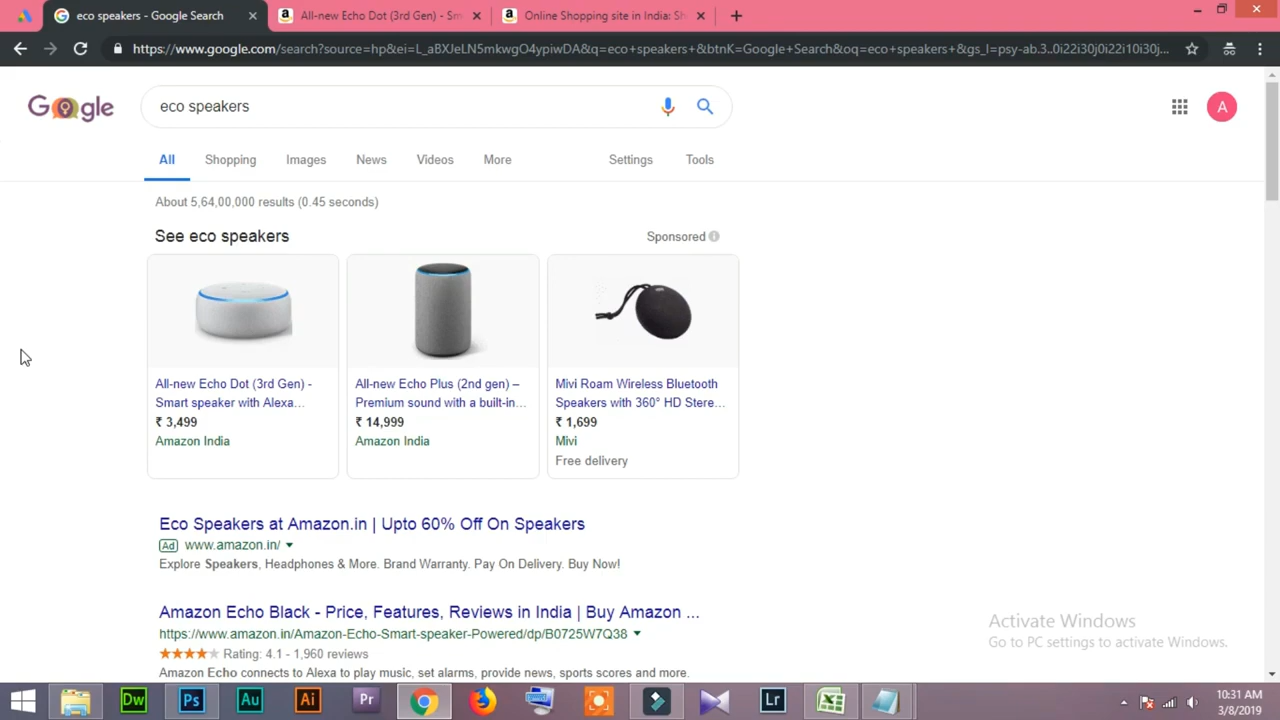 eco speakers - Google Search
All-new Echo Dot (3rd Gen) - Sm
Online Shopping site in India: Sh
https://www.google.com/search?source=hp&ei=L_aBXJeLN5mkwgO4ypiwDA&q=eco+speakers+&btnK=Google+Search&oq=eco+speakers+&gs_l=psy-ab.3..0i22i30j0i22i10i30j...
Google
eco speakers
A
All Shopping Images News Videos More Settings Tools
About 5,64,00,000 results (0.45 seconds)
See eco speakers
Sponsored
All-new Echo Dot (3rd Gen) -
Smart speaker with Alexa...
₹ 3,499
Amazon India
All-new Echo Plus (2nd gen) –
Premium sound with a built-in...
₹ 14,999
Amazon India
Mivi Roam Wireless Bluetooth
Speakers with 360° HD Stere...
₹ 1,699
Mivi
Free delivery
Eco Speakers at Amazon.in | Upto 60% Off On Speakers
Ad www.amazon.in/
Explore Speakers, Headphones & More. Brand Warranty. Pay On Delivery. Buy Now!
Amazon Echo Black - Price, Features, Reviews in India | Buy Amazon ...
https://www.amazon.in/Amazon-Echo-Smart-speaker-Powered/dp/B0725W7Q38
Rating: 4.1 - 1,960 reviews
Amazon Echo connects to Alexa to play music, set alarms, provide news, sports scores and more.
Activate Windows
Go to PC settings to activate Windows.
Dw Ps Au Ai Pr Lr
10:31 AM
3/8/2019